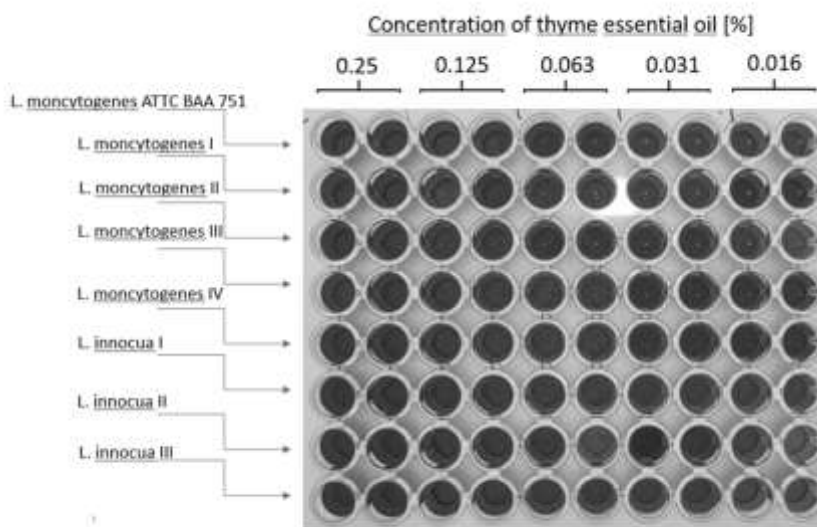 Concentration of thyme essential oil [%]
0.25 0.125 0.063 0.031 0.016
L. moncytogenes ATTC BAA 751
L. moncytogenes I
L. moncytogenes II
L. moncytogenes III
L. moncytogenes IV
L. innocua I
L. innocua II
L. innocua III